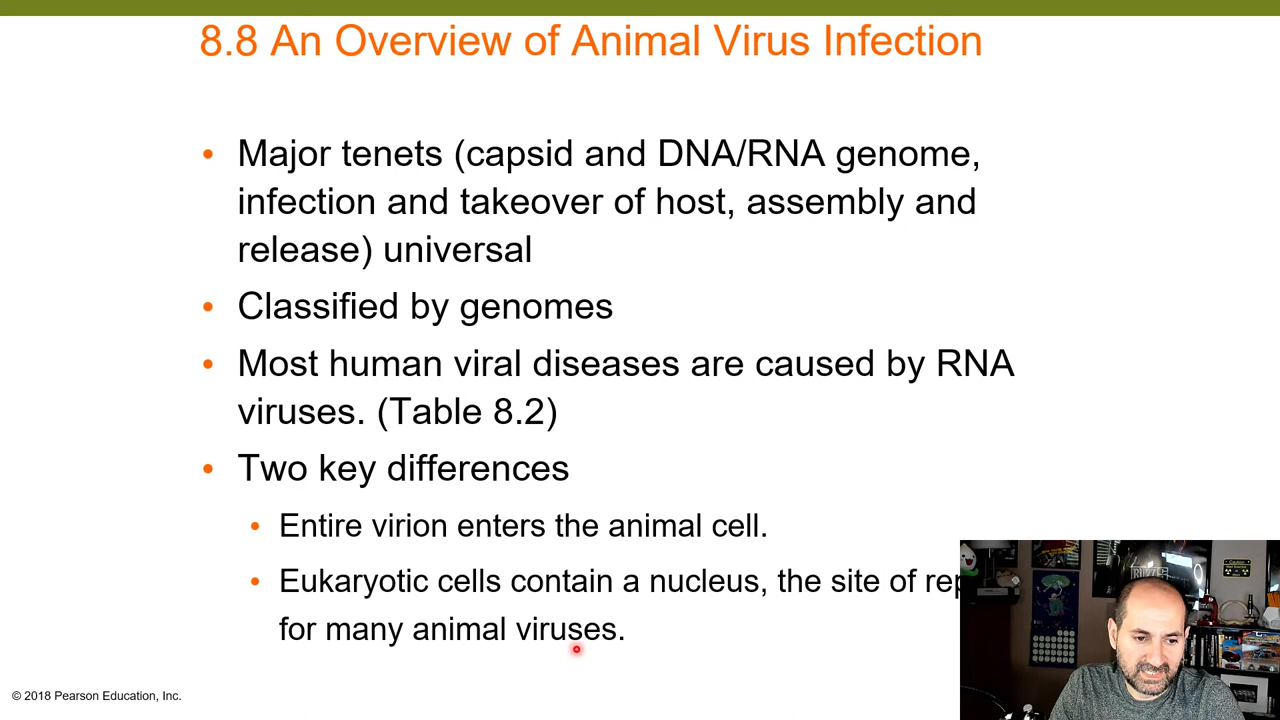 8.8 An Overview of Animal Virus Infection
• Major tenets (capsid and DNA/RNA genome,
infection and takeover of host, assembly and
release) universal
• Classified by genomes
• Most human viral diseases are caused by RNA
viruses. (Table 8.2)
• Two key differences
• Entire virion enters the animal cell.
• Eukaryotic cells contain a nucleus, the site of
for many animal viruses.
© 2018 Pearson Education, Inc.